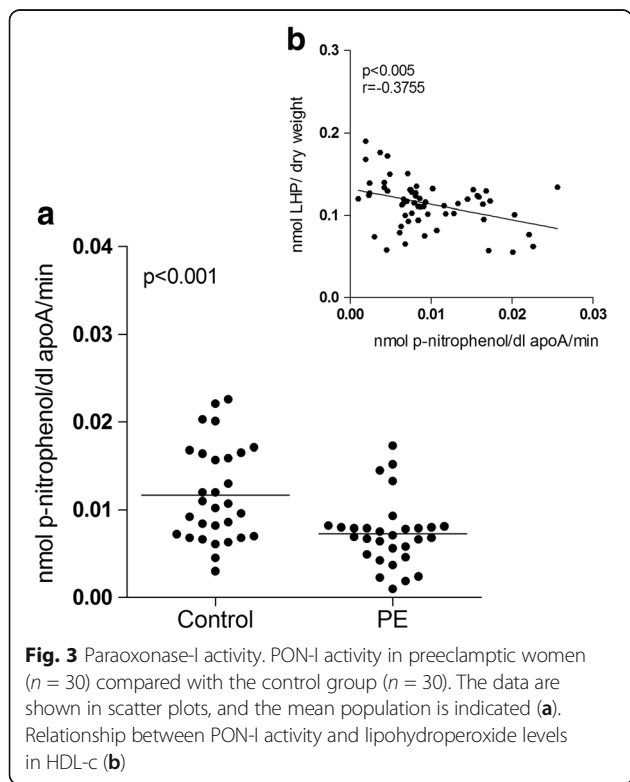 b
nmol LHP/ dry weight
0.3
0.2
0.1
0.0
p<0.005
r=-0.3755
0.00
0.01
0.02
0.03
nmol p-nitrophenol/dl apoA/min
a
nmol p-nitrophenol/dl apoA/min
0.04
0.03
0.02
0.01
0.00
p<0.001
Control
PE
Fig. 3 Paraoxonase-I activity. PON-I activity in preeclamptic women
(n = 30) compared with the control group (n = 30). The data are
shown in scatter plots, and the mean population is indicated (a).
Relationship between PON-I activity and lipohydroperoxide levels
in HDL-c (b)